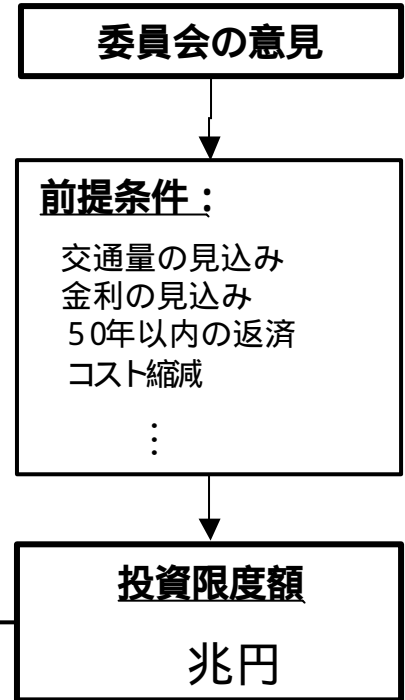 委員会の意見
前提条件：
交通量の見込み
金利の見込み
50年以内の返済
コスト縮減
⋮
投資限度額
兆円